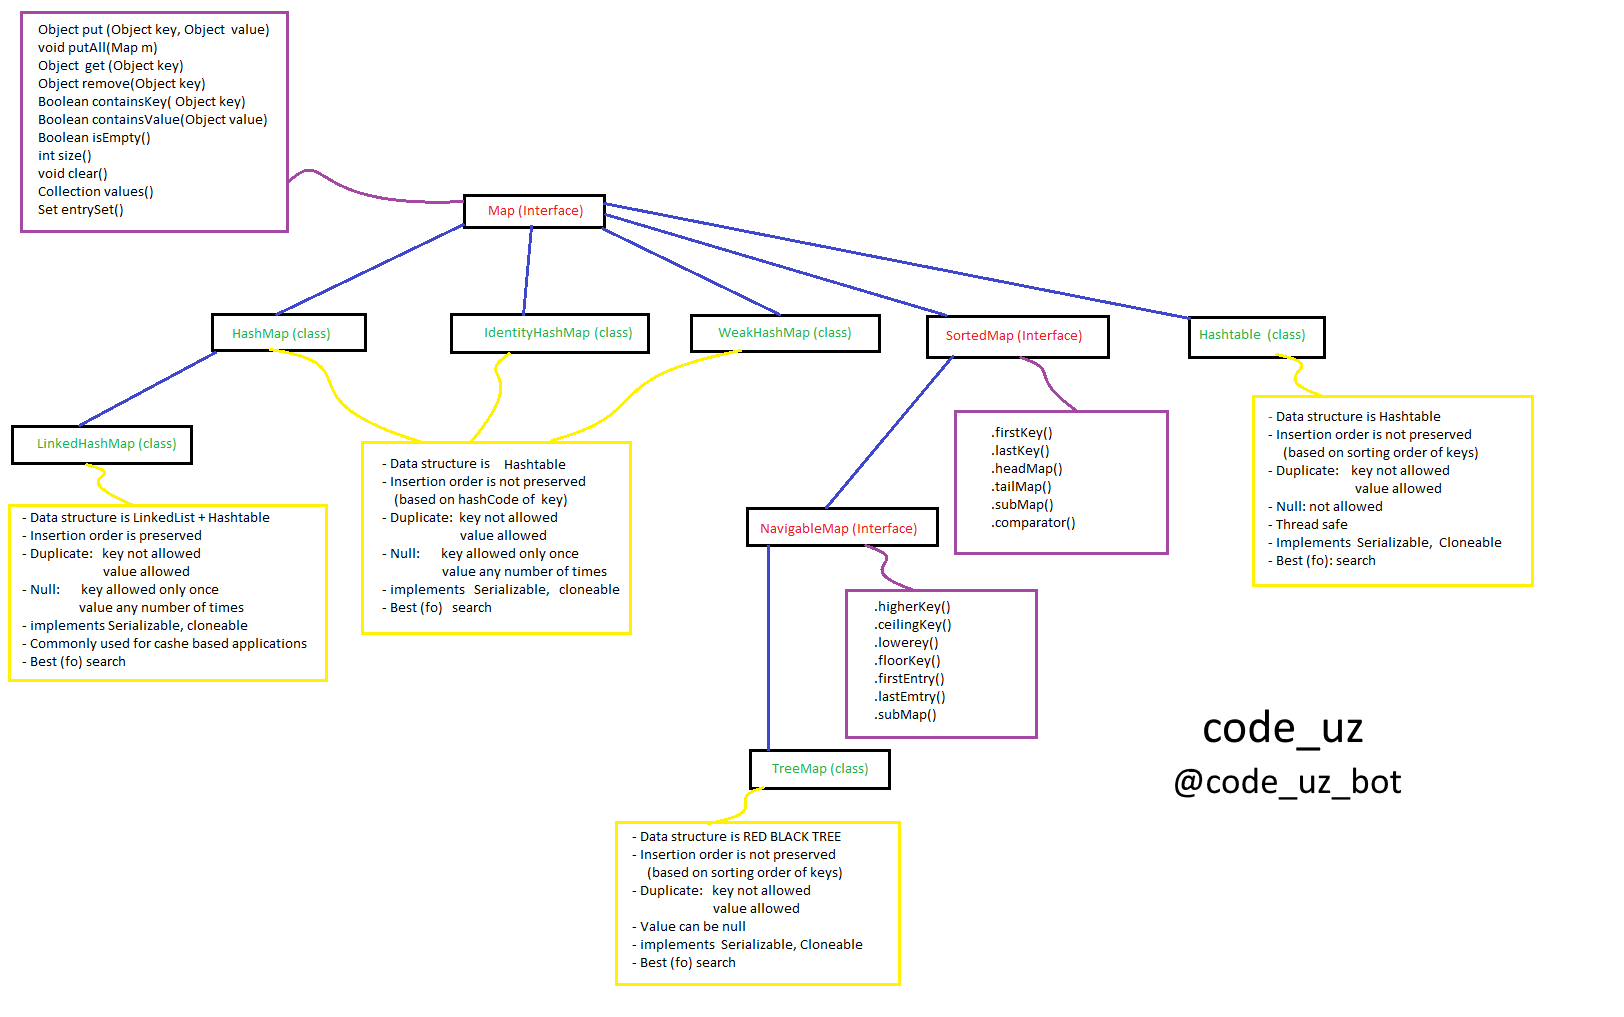 Object put (Object key, Object value)
void putAll(Map m)
Object get (Object key)
Object remove(Object key)
Boolean containsKey( Object key)
Boolean containsValue(Object value)
Boolean isEmpty()
int size()
void clear()
Collection values()
Set entrySet()
Map (Interface)
HashMap (class)
IdentityHashMap (class)
WeakHashMap (class)
SortedMap (Interface)
Hashtable (class)
LinkedHashMap (class)
- Data structure is LinkedList + Hashtable
- Insertion order is preserved
- Duplicate: key not allowed
value allowed
- Null: key allowed only once
value any number of times
- implements Serializable, cloneable
- Commonly used for cashe based applications
- Best (fo) search
- Data structure is Hashtable
- Insertion order is not preserved
(based on hashCode of key)
- Duplicate: key not allowed
value allowed
- Null: key allowed only once
value any number of times
- implements Serializable, cloneable
- Best (fo) search
.firstKey()
.lastKey()
.headMap()
.tailMap()
.subMap()
.comparator()
- Data structure is Hashtable
- Insertion order is not preserved
(based on sorting order of keys)
- Duplicate: key not allowed
value allowed
- Null: not allowed
- Thread safe
- Implements Serializable, Cloneable
- Best (fo): search
NavigableMap (Interface)
.higherKey()
.ceilingKey()
.lowerey()
.floorKey()
.firstEntry()
.lastEmtry()
.subMap()
TreeMap (class)
- Data structure is RED BLACK TREE
- Insertion order is not preserved
(based on sorting order of keys)
- Duplicate: key not allowed
value allowed
- Value can be null
- implements Serializable, Cloneable
- Best (fo) search
code_uz
@code_uz_bot